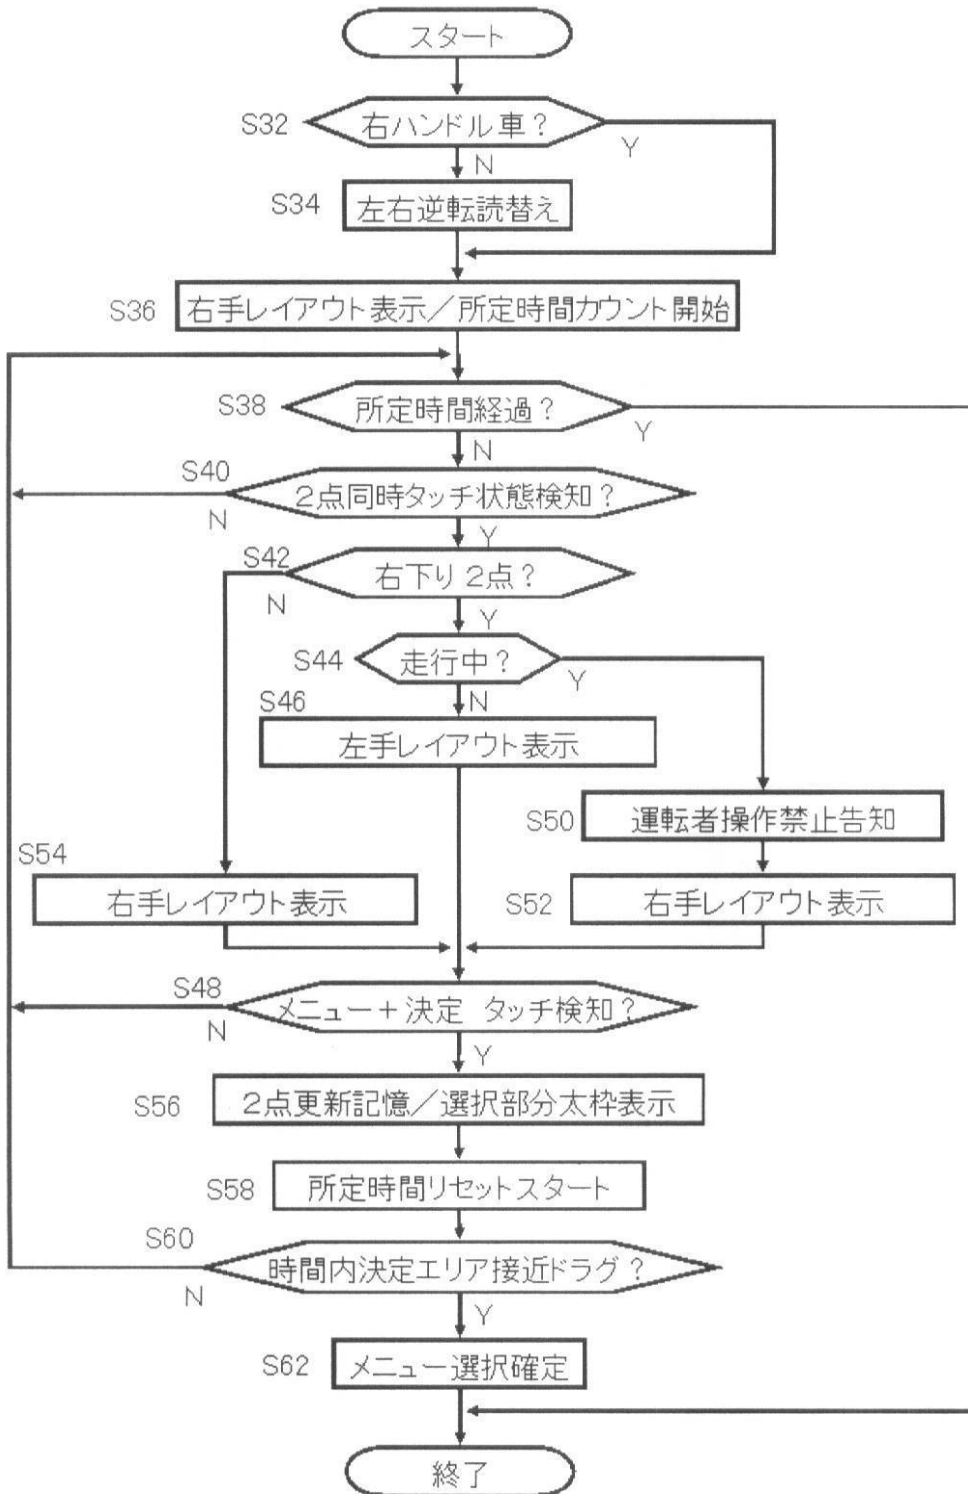 スタート
S32 右ハンドル車？
Y
N
S34 左右逆転読替え
S36 右手レイアウト表示／所定時間カウント開始
S38 所定時間経過？
Y
N
S40 2点同時タッチ状態検知？
N
Y
S42 右下り2点？
N
Y
S44 走行中？
Y
N
S46 左手レイアウト表示
S50 運転者操作禁止告知
S54 右手レイアウト表示
S52 右手レイアウト表示
S48 メニュー＋決定 タッチ検知？
N
Y
S56 2点更新記憶／選択部分太枠表示
S58 所定時間リセットスタート
S60 時間内決定エリア接近ドラグ？
N
Y
S62 メニュー選択確定
終了